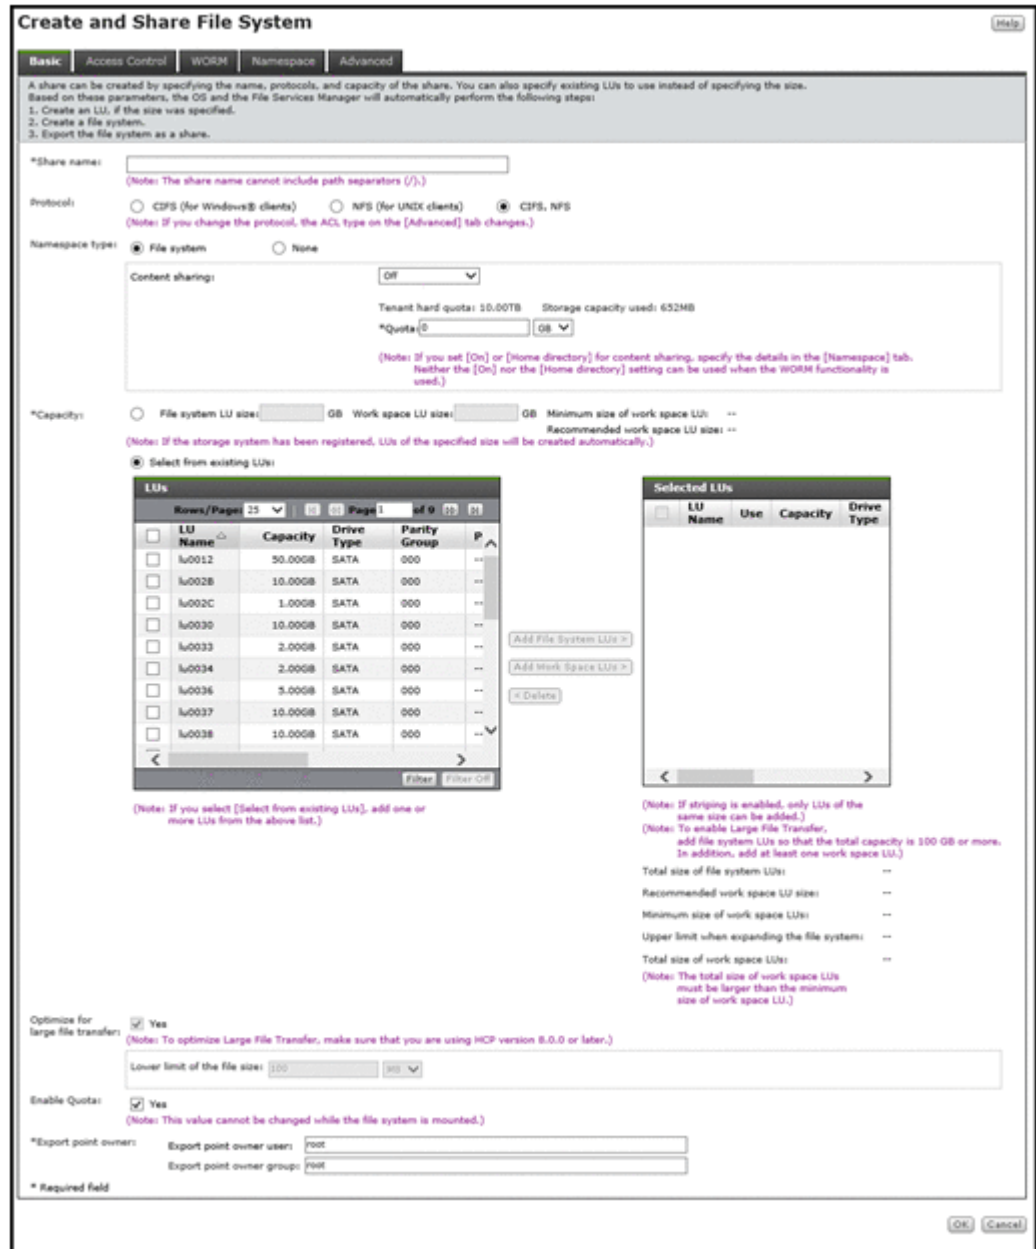 Create and Share File System
Help
Basic Access Control WORM Namespace Advanced
A share can be created by specifying the name, protocols, and capacity of the share. You can also specify existing LUs to use instead of specifying the size.
Based on these parameters, the OS and the File Services Manager will automatically perform the following steps:
1. Create an LU, if the size was specified.
2. Create a file system.
3. Export the file system as a share.
*Share name:
(Note: The share name cannot include path separators (/).)
Protocol: CIFS (for Windows® clients) NFS (for UNIX clients) CIFS, NFS
(Note: If you change the protocol, the ACL type on the [Advanced] tab changes.)
Namespace type: File system None
Content sharing: Off
Tenant hard quota: 10.00TB Storage capacity used: 652MB
*Quota: 0 GB
(Note: If you set [On] or [Home directory] for content sharing, specify the details in the [Namespace] tab.
Neither the [On] nor the [Home directory] setting can be used when the WORM functionality is
used.)
*Capacity: File system LU size: GB Work space LU size: GB Minimum size of work space LU: --
Recommended work space LU size: --
(Note: If the storage system has been registered, LUs of the specified size will be created automatically.)
Select from existing LUs:
LUs
Rows/Page: 25 Page 1 of 9
LU Name Capacity Drive Type Parity Group P
lu0012 50.00GB SATA 000 --
lu002B 10.00GB SATA 000 --
lu002C 1.00GB SATA 000 --
lu0030 10.00GB SATA 000 --
lu0033 2.00GB SATA 000 --
lu0034 2.00GB SATA 000 --
lu0036 5.00GB SATA 000 --
lu0037 10.00GB SATA 000 --
lu0038 10.00GB SATA 000 --
Filter Filter Off
(Note: If you select [Select from existing LUs], add one or
more LUs from the above list.)
Add File System LUs >
Add Work Space LUs >
< Delete
Selected LUs
LU Name Use Capacity Drive Type
(Note: If striping is enabled, only LUs of the
same size can be added.)
(Note: To enable Large File Transfer,
add file system LUs so that the total capacity is 100 GB or more.
In addition, add at least one work space LU.)
Total size of file system LUs: --
Recommended work space LU size: --
Minimum size of work space LUs: --
Upper limit when expanding the file system: --
Total size of work space LUs: --
(Note: The total size of work space LUs
must be larger than the minimum
size of work space LU.)
Optimize for
large file transfer: Yes
(Note: To optimize Large File Transfer, make sure that you are using HCP version 8.0.0 or later.)
Lower limit of the file size: 100 MB
Enable Quota: Yes
(Note: This value cannot be changed while the file system is mounted.)
*Export point owner: Export point owner user: root
Export point owner group: root
* Required field
OK Cancel